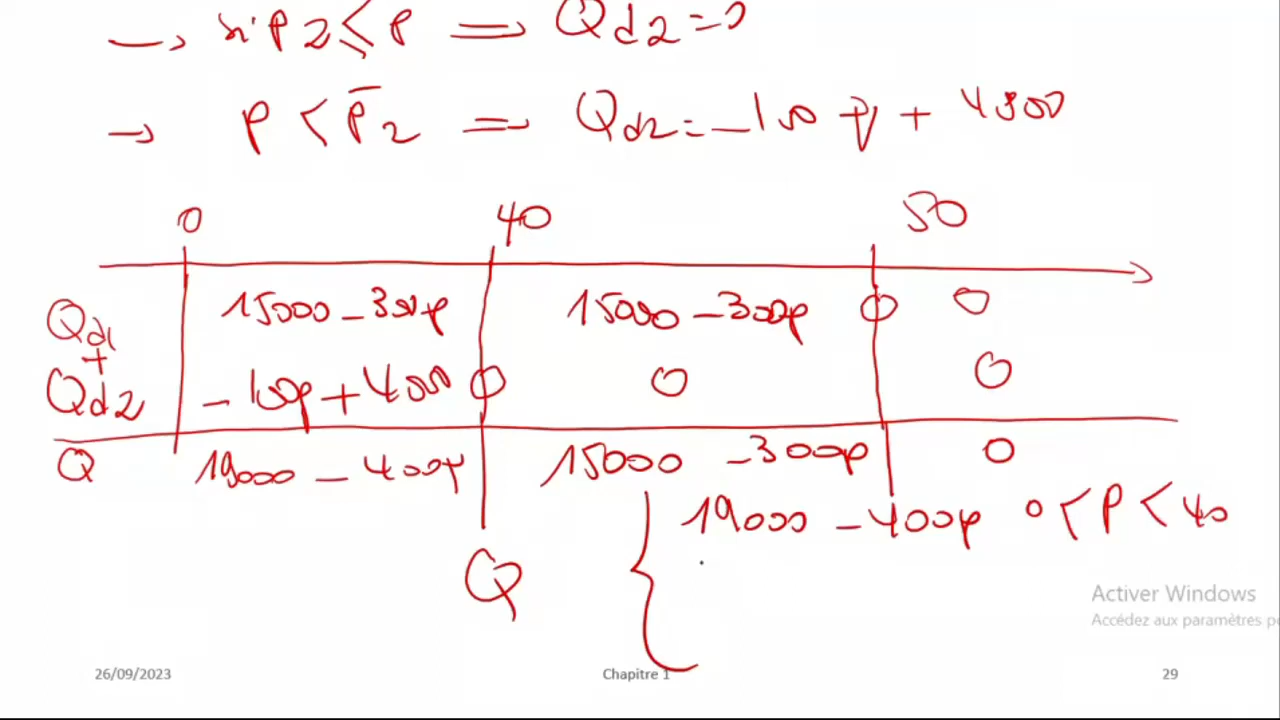 → si P2 ≤ P ⟹ Qd2 = 0
→ P < P̄2 ⟹ Qd2 = -100 p + 4000
0 40 50
Qd1 15000 - 300p 15000 - 300p 0 0
+
Qd2 - 100p + 4000 0 0 0
Q 19000 - 400p 15000 - 300p 0
19000 - 400p 0 < P < 40
Q {
Activer Windows
Accédez aux paramètres p
26/09/2023 Chapitre 1 29